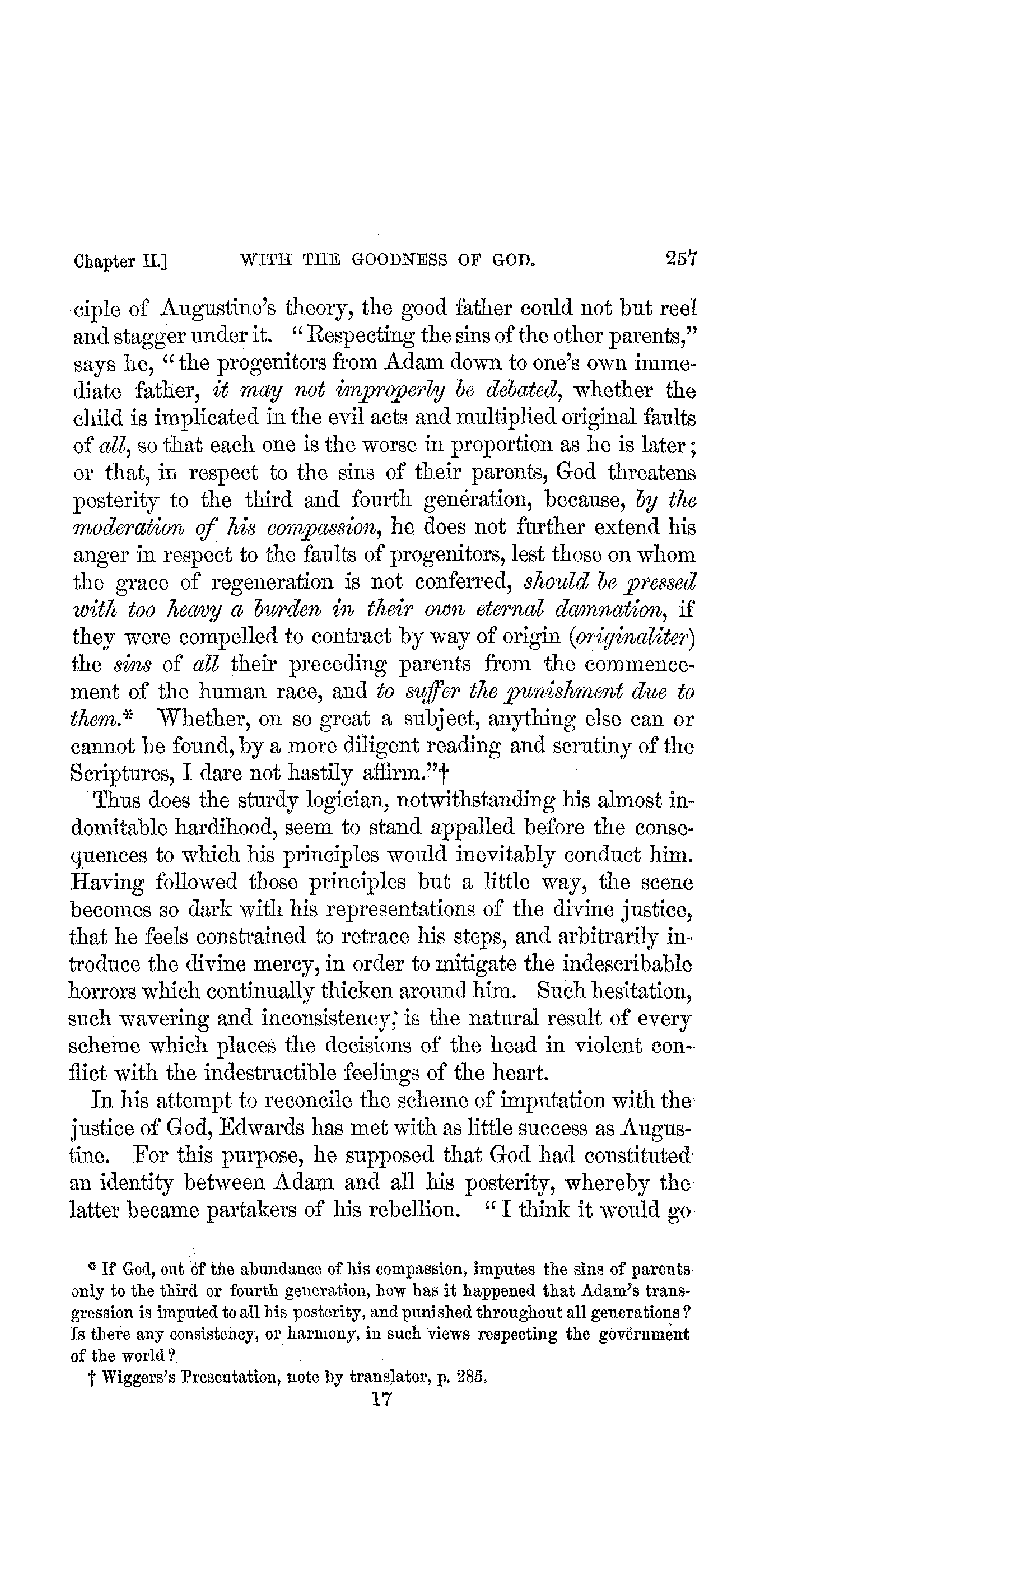 Chapter II.] WITH THE GOODNESS OF GOD. 257
ciple of Augustine's theory, the good father could not but reel
and stagger under it. "Respecting the sins of the other parents,"
says he, "the progenitors from Adam down to one's own imme-
diate father, it may not improperly be debated, whether the
child is implicated in the evil acts and multiplied original faults
of all, so that each one is the worse in proportion as he is later;
or that, in respect to the sins of their parents, God threatens
posterity to the third and fourth generation, because, by the
moderation of his compassion, he does not further extend his
anger in respect to the faults of progenitors, lest those on whom
the grace of regeneration is not conferred, should be pressed
with too heavy a burden in their own eternal damnation, if
they were compelled to contract by way of origin (originaliter)
the sins of all their preceding parents from the commence-
ment of the human race, and to suffer the punishment due to
them.* Whether, on so great a subject, anything else can or
cannot be found, by a more diligent reading and scrutiny of the
Scriptures, I dare not hastily affirm."†
Thus does the sturdy logician, notwithstanding his almost in-
domitable hardihood, seem to stand appalled before the conse-
quences to which his principles would inevitably conduct him.
Having followed those principles but a little way, the scene
becomes so dark with his representations of the divine justice,
that he feels constrained to retrace his steps, and arbitrarily in-
troduce the divine mercy, in order to mitigate the indescribable
horrors which continually thicken around him. Such hesitation,
such wavering and inconsistency, is the natural result of every
scheme which places the decisions of the head in violent con-
flict with the indestructible feelings of the heart.
In his attempt to reconcile the scheme of imputation with the
justice of God, Edwards has met with as little success as Augus-
tine. For this purpose, he supposed that God had constituted
an identity between Adam and all his posterity, whereby the
latter became partakers of his rebellion. "I think it would go
* If God, out of the abundance of his compassion, imputes the sins of parents
only to the third or fourth generation, how has it happened that Adam's trans-
gression is imputed to all his posterity, and punished throughout all generations?
Is there any consistency, or harmony, in such views respecting the government
of the world?
† Wiggers's Presentation, note by translator, p. 285.
17